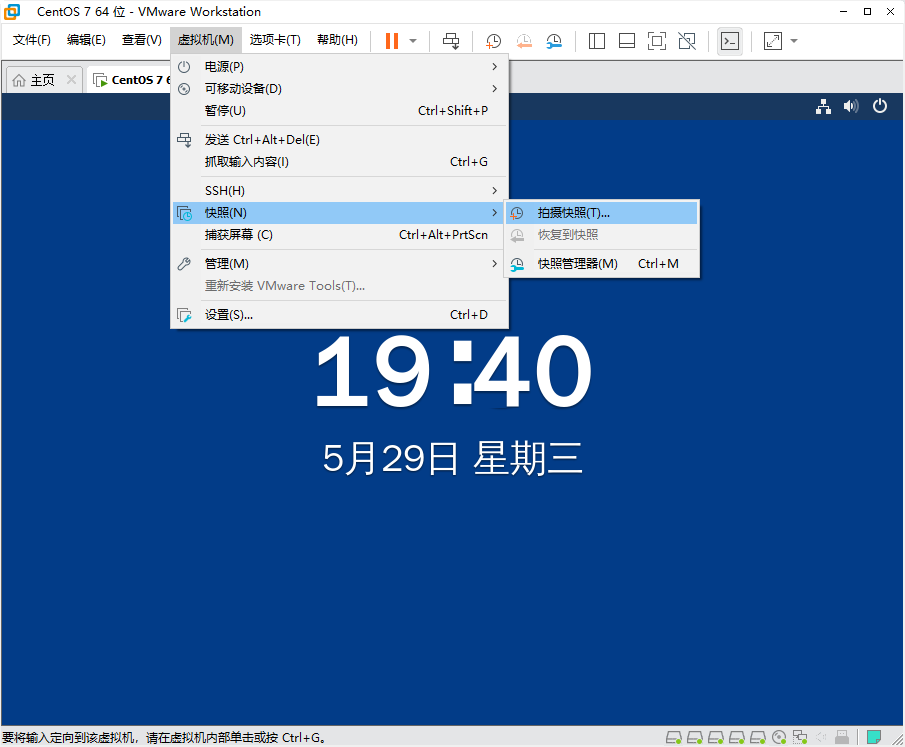 CentOS 7 64 位 - VMware Workstation
文件(F) 编辑(E) 查看(V) 虚拟机(M) 选项卡(T) 帮助(H)
主页 CentOS 7 6
电源(P)
可移动设备(D)
暂停(U) Ctrl+Shift+P
发送 Ctrl+Alt+Del(E)
抓取输入内容(I) Ctrl+G
SSH(H)
快照(N) 拍摄快照(T)...
捕获屏幕 (C) Ctrl+Alt+PrtScn 恢复到快照
管理(M) 快照管理器(M) Ctrl+M
重新安装 VMware Tools(T)...
设置(S)... Ctrl+D
19:40
5月29日 星期三
要将输入定向到该虚拟机，请在虚拟机内部单击或按 Ctrl+G。